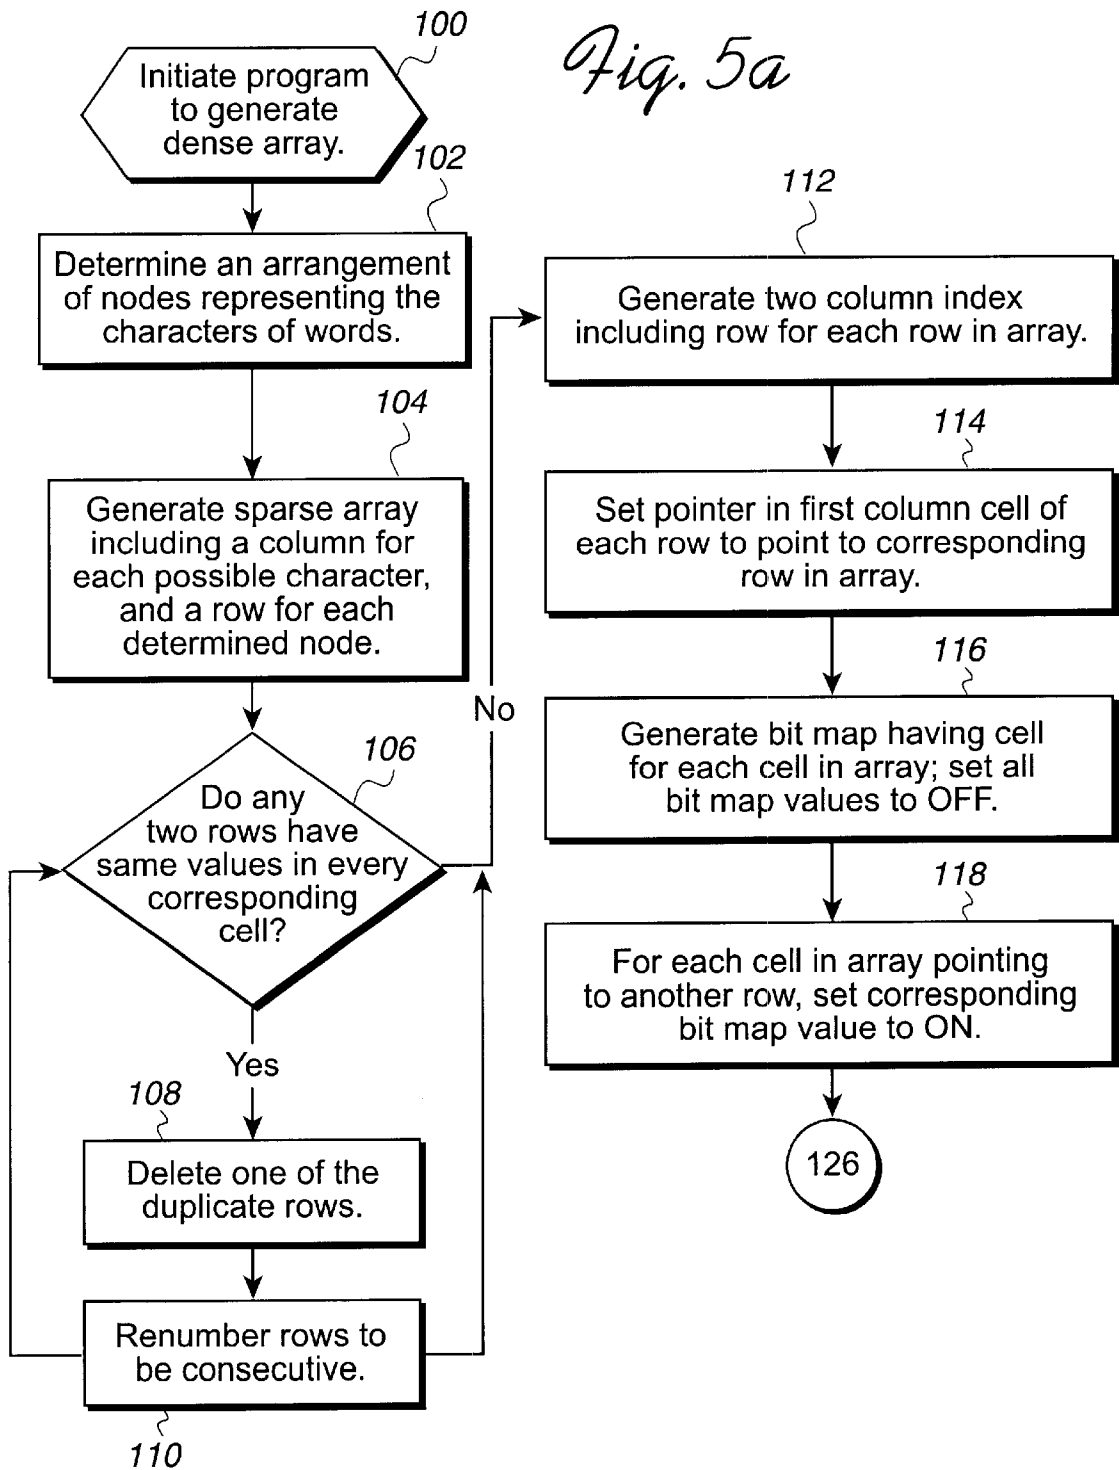 Fig. 5a
100
Initiate program
to generate
dense array.
102
Determine an arrangement
of nodes representing the
characters of words.
104
Generate sparse array
including a column for
each possible character,
and a row for each
determined node.
106
Do any
two rows have
same values in every
corresponding
cell?
No
Yes
108
Delete one of the
duplicate rows.
Renumber rows to
be consecutive.
110
112
Generate two column index
including row for each row in array.
114
Set pointer in first column cell of
each row to point to corresponding
row in array.
116
Generate bit map having cell
for each cell in array; set all
bit map values to OFF.
118
For each cell in array pointing
to another row, set corresponding
bit map value to ON.
126